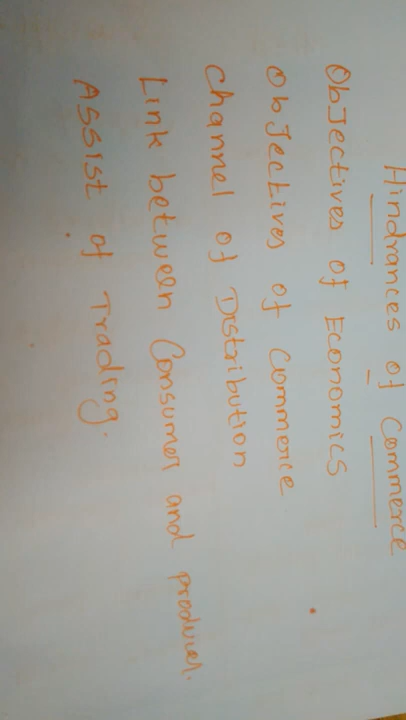 Hindrances of Commerce
Objectives of Economics
Objectives of Commerce
Channel of Distribution
Link between Consumer and producer.
Assist of Trading.